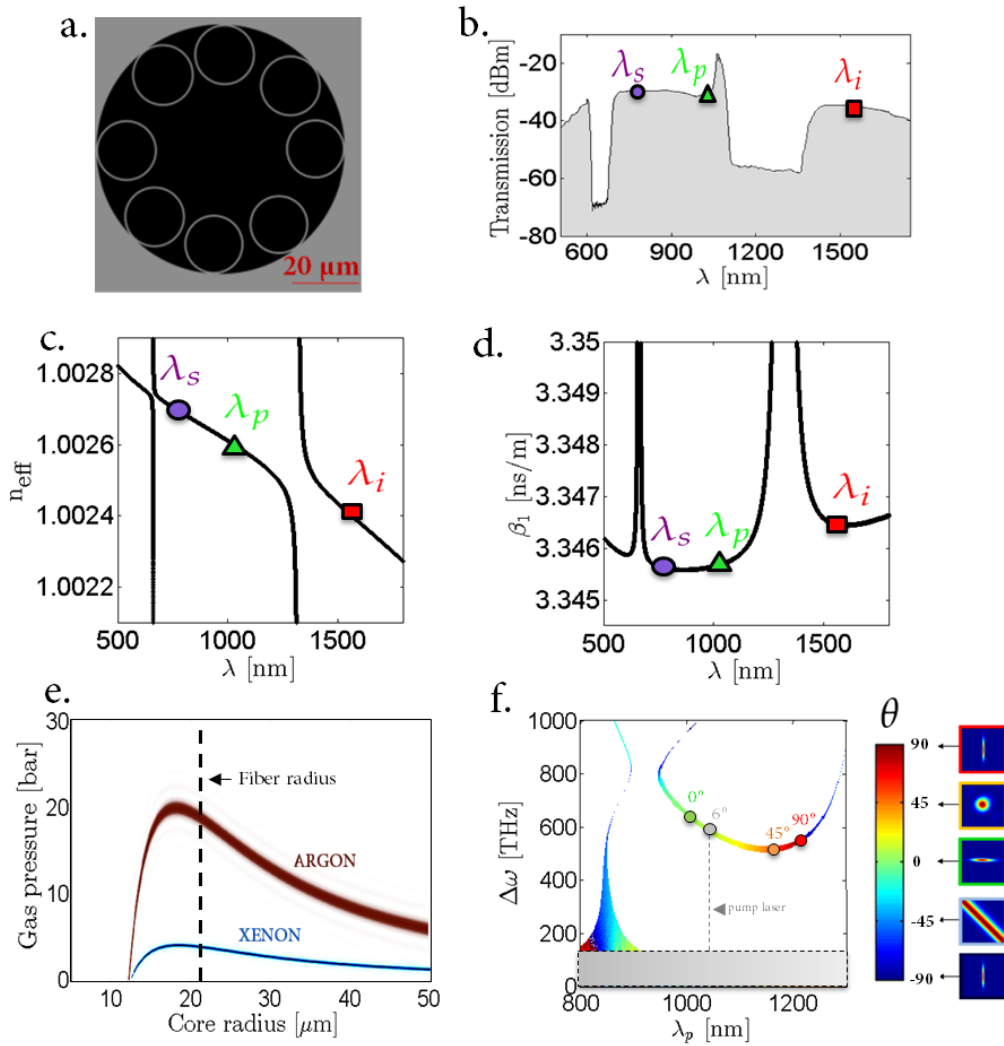 a.
20 µm
b.
Transmission [dBm]
-20
-40
-60
-80
λs
λp
λi
600
900
1200
1500
λ [nm]
c.
neff
1.0028
1.0026
1.0024
1.0022
λs
λp
λi
500
1000
1500
λ [nm]
d.
β1 [ns/m]
3.35
3.349
3.348
3.347
3.346
3.345
λs
λp
λi
500
1000
1500
λ [nm]
e.
Gas pressure [bar]
30
20
10
0
Fiber radius
ARGON
XENON
10
20
30
40
50
Core radius [µm]
f.
Δω [THz]
1000
800
600
400
200
0
0°
6°
45°
90°
pump laser
800
1000
1200
λp [nm]
θ
90
45
0
-45
-90